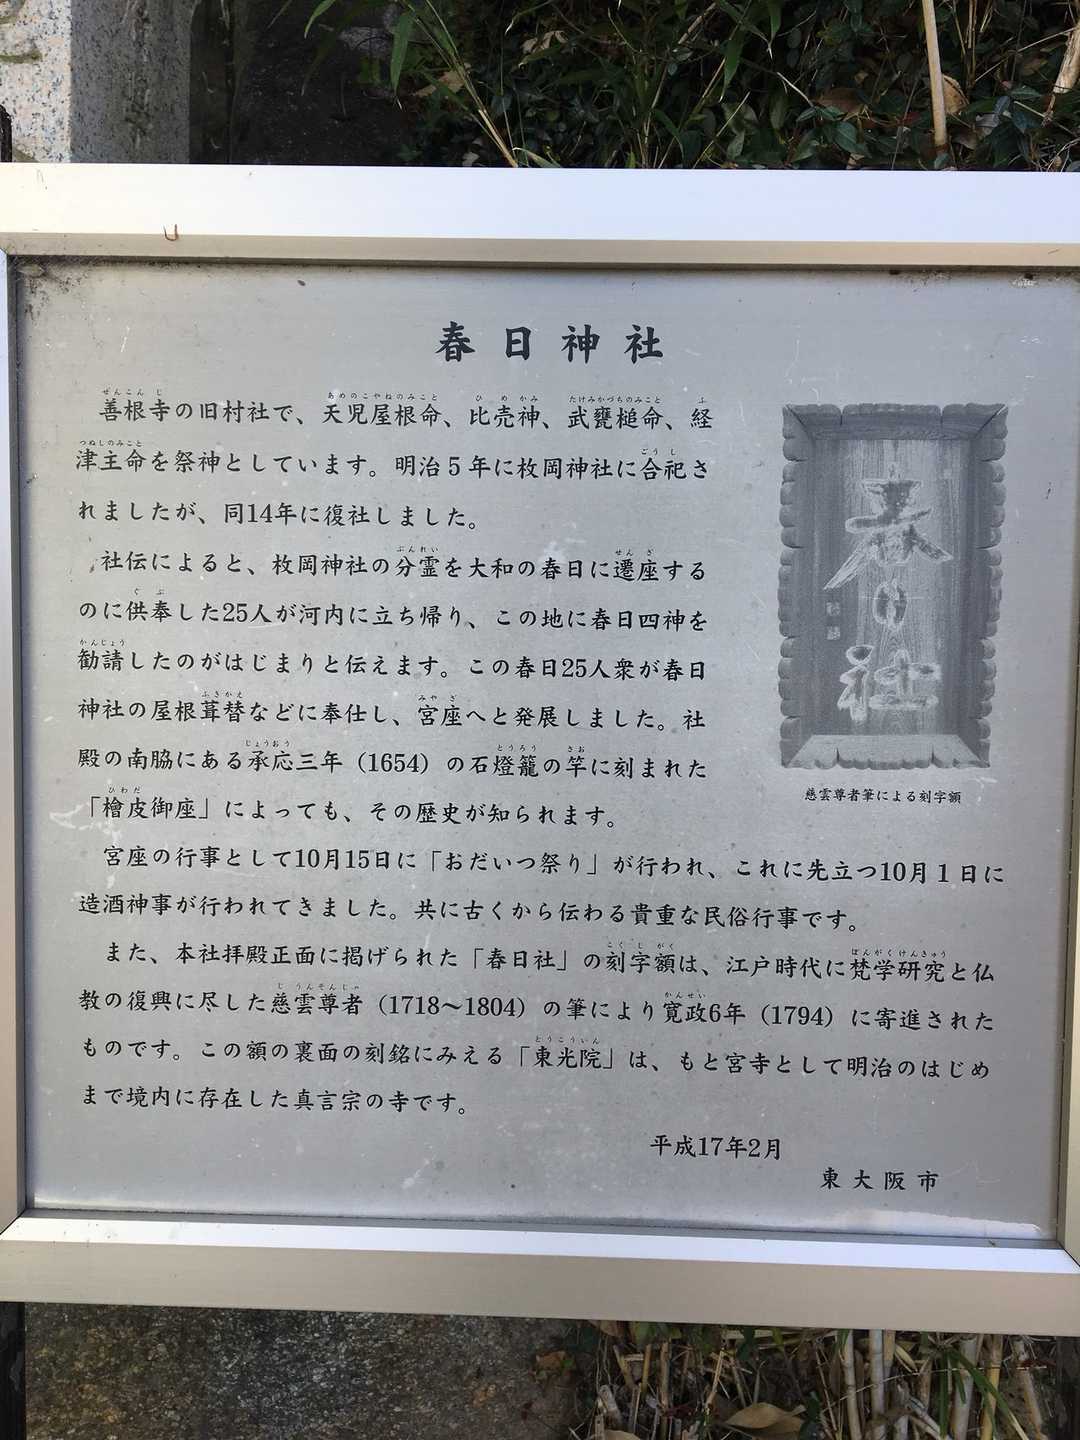 春日神社
善根寺の旧村社で、天児屋根命、比売神、武甕槌命、経
津主命を祭神としています。明治５年に枚岡神社に合祀さ
れましたが、同14年に復社しました。
社伝によると、枚岡神社の分霊を大和の春日に遷座する
のに供奉した25人が河内に立ち帰り、この地に春日四神を
勧請したのがはじまりと伝えます。この春日25人衆が春日
神社の屋根葺替などに奉仕し、宮座へと発展しました。社
殿の南脇にある承応三年（1654）の石燈籠の竿に刻まれた
「檜皮御座」によっても、その歴史が知られます。
宮座の行事として10月15日に「おだいつ祭り」が行われ、これに先立つ10月１日に
造酒神事が行われてきました。共に古くから伝わる貴重な民俗行事です。
また、本社拝殿正面に掲げられた「春日社」の刻字額は、江戸時代に梵学研究と仏
教の復興に尽した慈雲尊者（1718〜1804）の筆により寛政6年（1794）に寄進された
ものです。この額の裏面の刻銘にみえる「東光院」は、もと宮寺として明治のはじめ
まで境内に存在した真言宗の寺です。
平成17年2月
東大阪市
春日社
慈雲尊者筆による刻字額